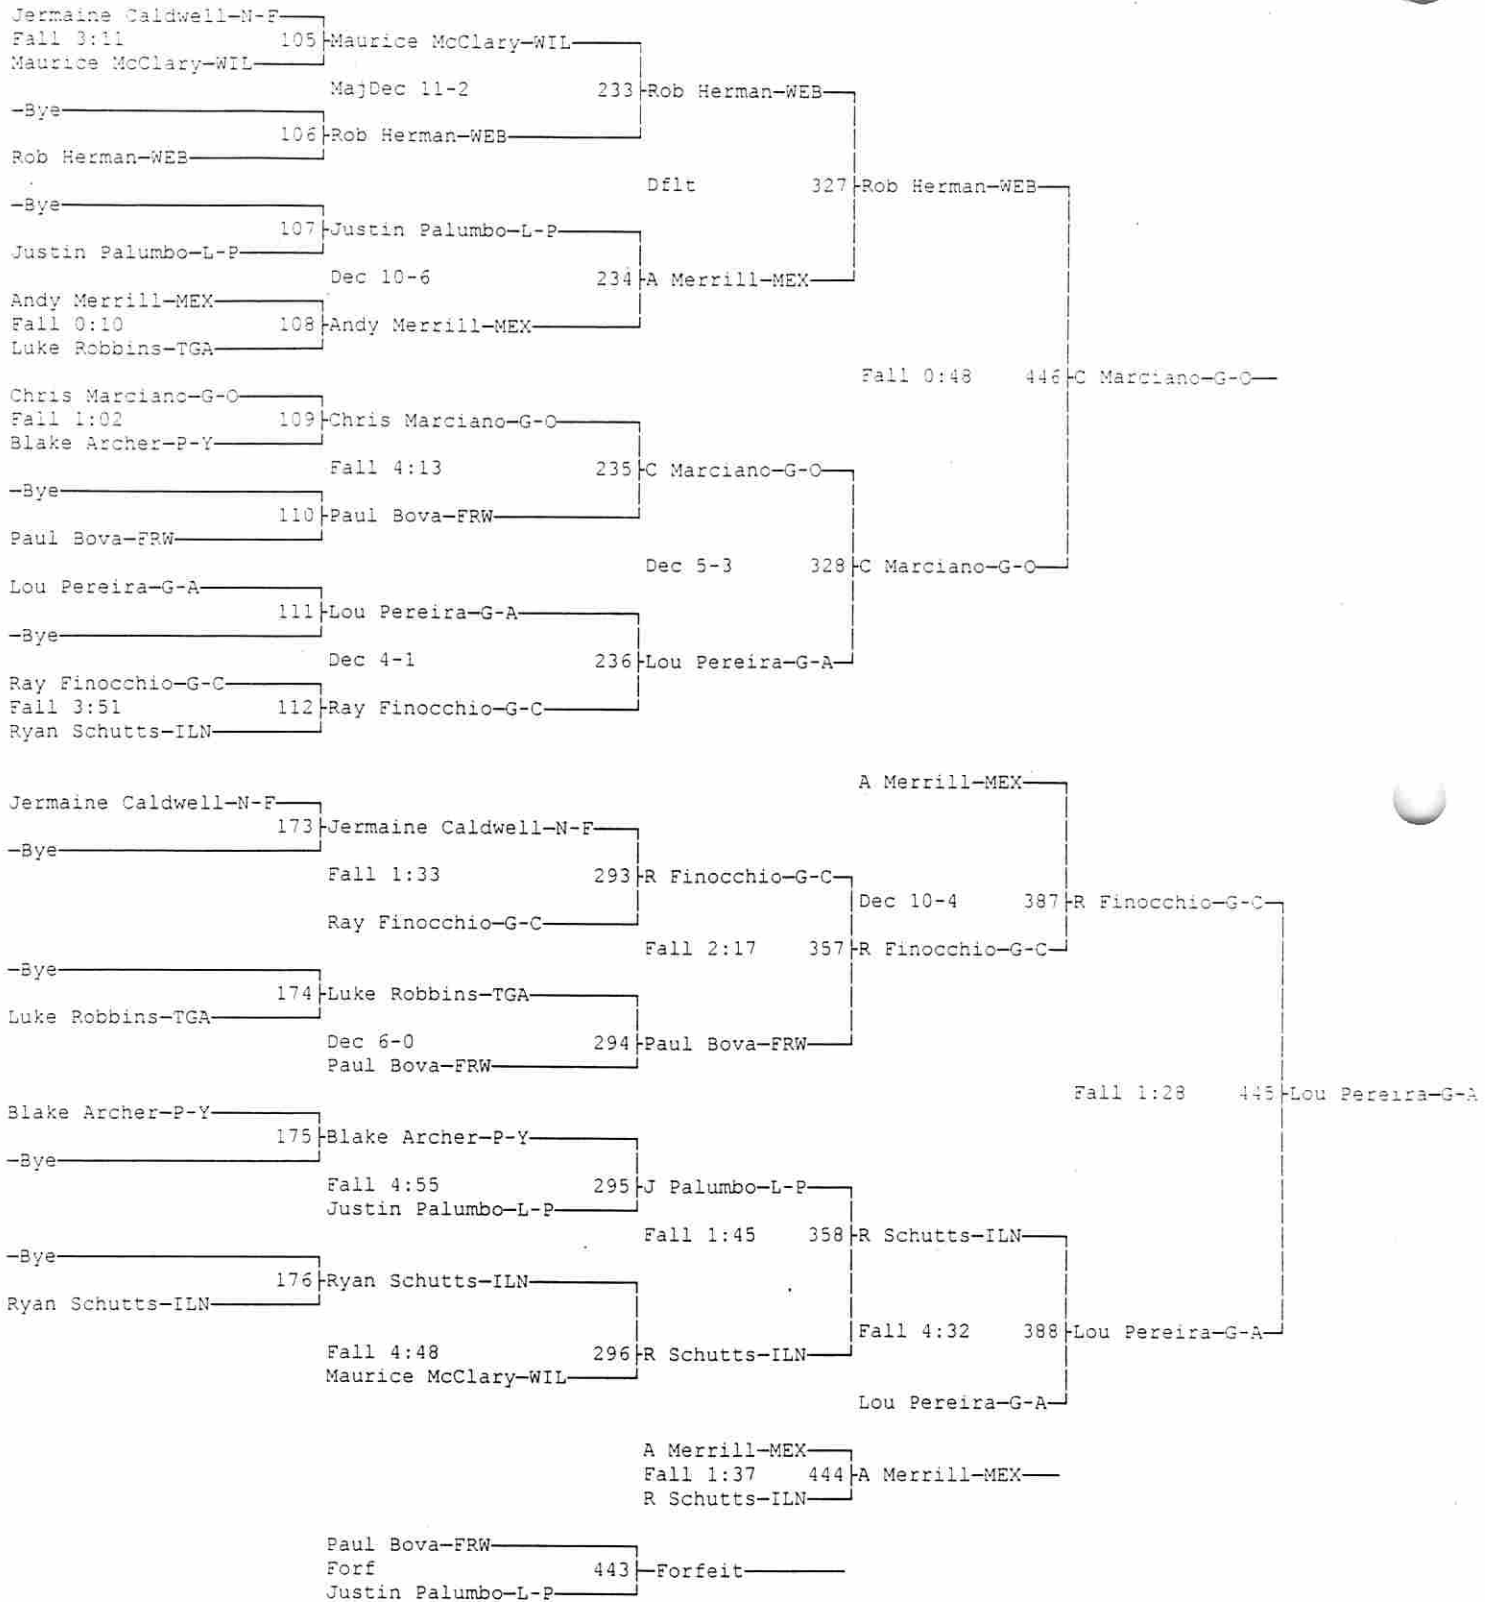 Jermaine Caldwell-N-F
Fall 3:11 105 Maurice McClary-WIL
Maurice McClary-WIL
MajDec 11-2 233 Rob Herman-WEB
-Bye
106 Rob Herman-WEB
Rob Herman-WEB
Dflt 327 Rob Herman-WEB
-Bye
107 Justin Palumbo-L-P
Justin Palumbo-L-P
Dec 10-6 234 A Merrill-MEX
Andy Merrill-MEX
Fall 0:10 108 Andy Merrill-MEX
Luke Robbins-TGA
Fall 0:48 446 C Marciano-G-O
Chris Marciano-G-O
Fall 1:02 109 Chris Marciano-G-O
Blake Archer-P-Y
Fall 4:13 235 C Marciano-G-O
-Bye
110 Paul Bova-FRW
Paul Bova-FRW
Dec 5-3 328 C Marciano-G-O
Lou Pereira-G-A
111 Lou Pereira-G-A
-Bye
Dec 4-1 236 Lou Pereira-G-A
Ray Finocchio-G-C
Fall 3:51 112 Ray Finocchio-G-C
Ryan Schutts-ILN
A Merrill-MEX
Jermaine Caldwell-N-F
173 Jermaine Caldwell-N-F
-Bye
Fall 1:33 293 R Finocchio-G-C
Dec 10-4 387 R Finocchio-G-C
Ray Finocchio-G-C
Fall 2:17 357 R Finocchio-G-C
-Bye
174 Luke Robbins-TGA
Luke Robbins-TGA
Dec 6-0 294 Paul Bova-FRW
Paul Bova-FRW
Fall 1:28 445 Lou Pereira-G-A
Blake Archer-P-Y
175 Blake Archer-P-Y
-Bye
Fall 4:55 295 J Palumbo-L-P
Justin Palumbo-L-P
Fall 1:45 358 R Schutts-ILN
-Bye
176 Ryan Schutts-ILN
Ryan Schutts-ILN
Fall 4:32 388 Lou Pereira-G-A
Fall 4:48 296 R Schutts-ILN
Maurice McClary-WIL
Lou Pereira-G-A
A Merrill-MEX
Fall 1:37 444 A Merrill-MEX
R Schutts-ILN
Paul Bova-FRW
Forf 443 Forfeit
Justin Palumbo-L-P